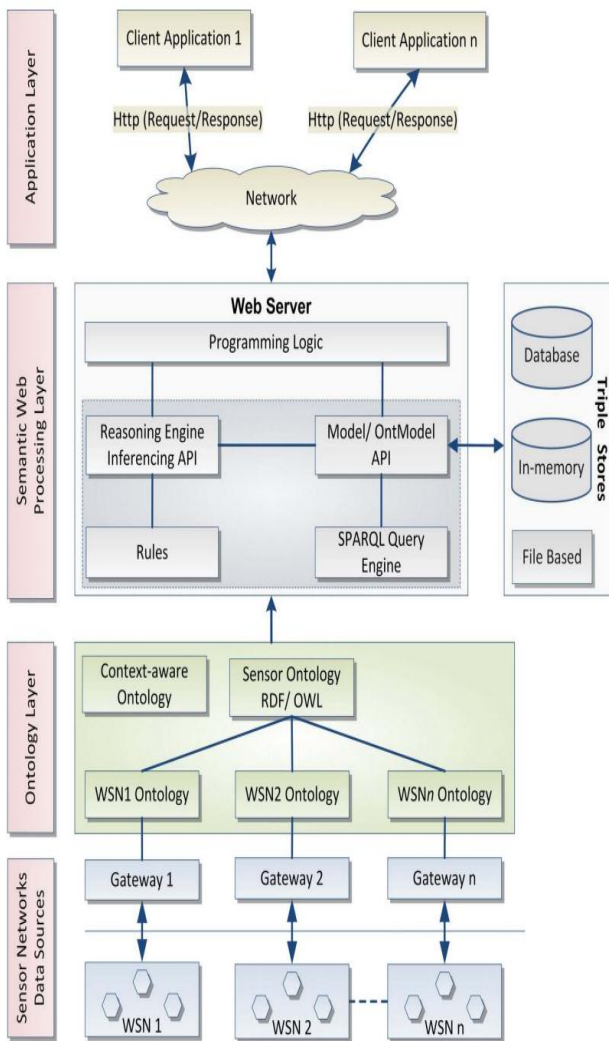 Application Layer
Client Application 1
Client Application n
Http (Request/Response)
Http (Request/Response)
Network
Semantic Web
Processing Layer
Web Server
Programming Logic
Reasoning Engine
Inferencing API
Model/ OntModel
API
Rules
SPARQL Query
Engine
Database
In-memory
File Based
Triple Stores
Ontology Layer
Context-aware
Ontology
Sensor Ontology
RDF/ OWL
WSN1 Ontology
WSN2 Ontology
WSNn Ontology
Sensor Networks
Data Sources
Gateway 1
Gateway 2
Gateway n
WSN 1
WSN 2
WSN n